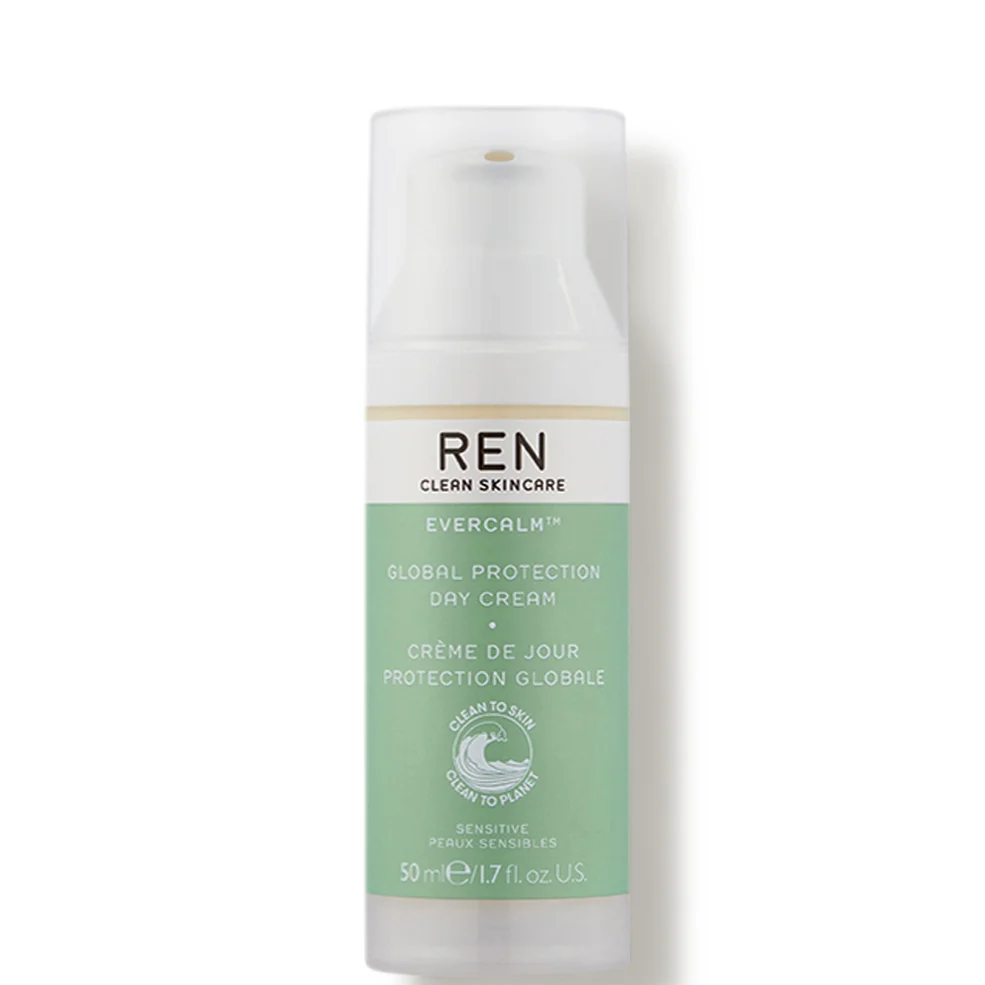 REN
CLEAN SKINCARE
EVERCALM™
GLOBAL PROTECTION
DAY CREAM
•
CRÈME DE JOUR
PROTECTION GLOBALE
CLEAN TO SKIN
CLEAN TO PLANET
SENSITIVE
PEAUX SENSIBLES
50 ml℮/1.7 fl. oz. U.S.